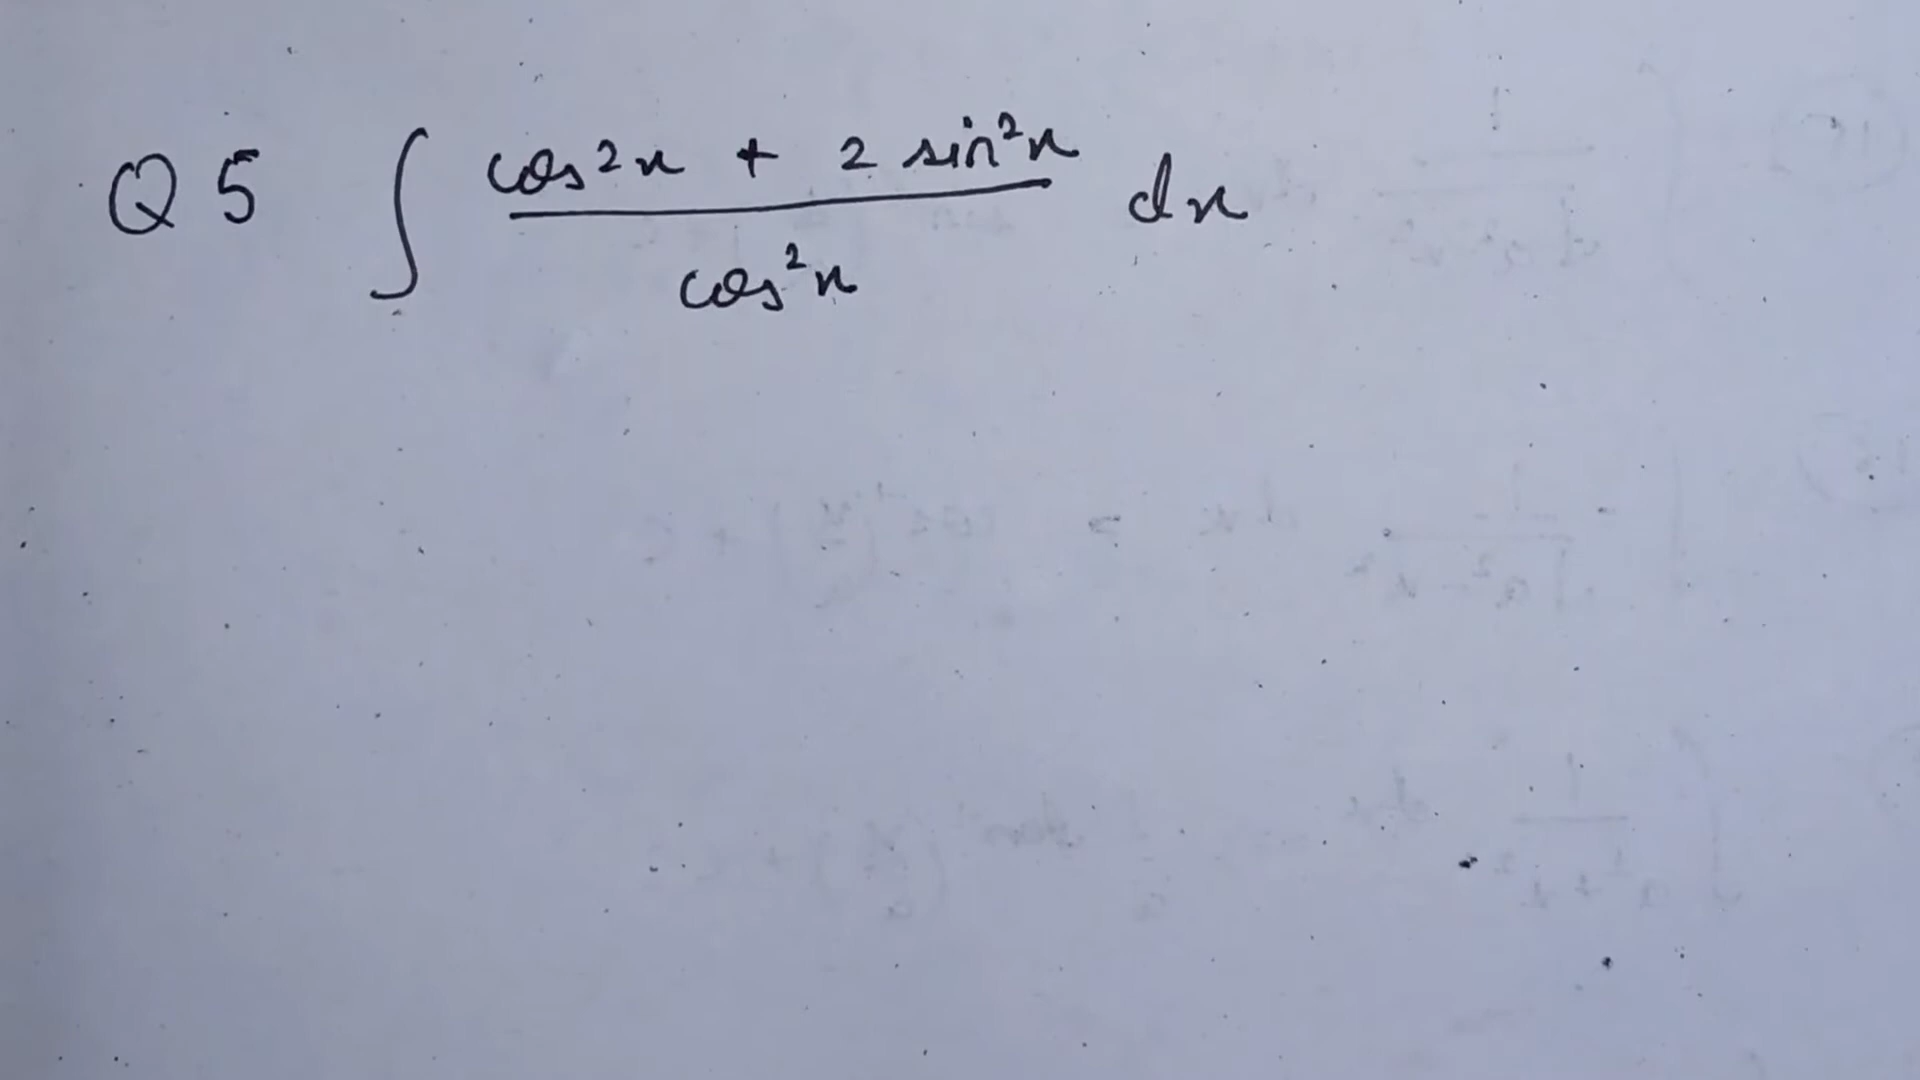 Q 5 ∫ (cos 2x + 2 sin²x) / (cos²x) dx